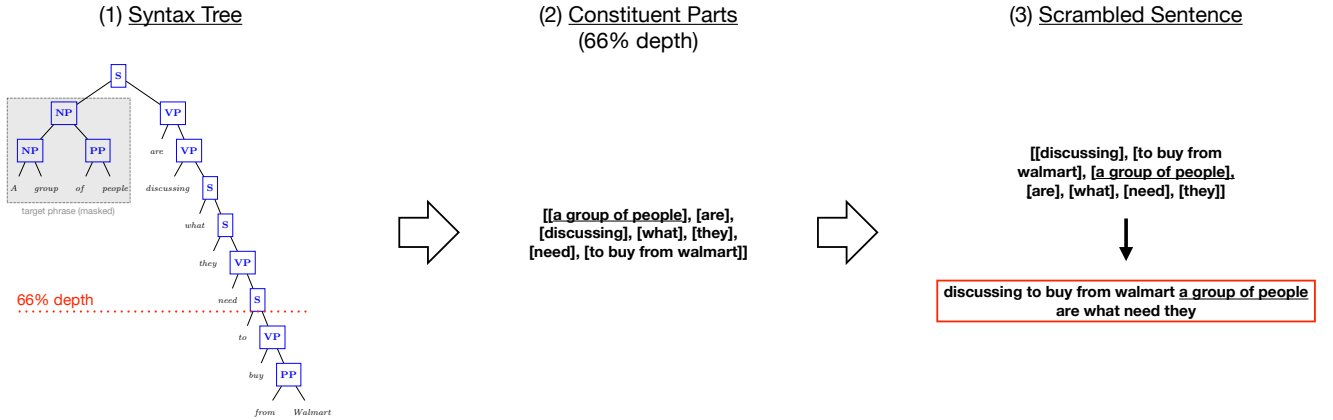 (1) Syntax Tree
S
NP
VP
NP
PP
are
VP
A
group
of
people
discussing
S
target phrase (masked)
what
S
they
VP
66% depth
need
S
to
VP
buy
PP
from
Walmart
(2) Constituent Parts
(66% depth)
[[a group of people], [are],
[discussing], [what], [they],
[need], [to buy from walmart]]
(3) Scrambled Sentence
[[discussing], [to buy from
walmart], [a group of people],
[are], [what], [need], [they]]
discussing to buy from walmart a group of people
are what need they